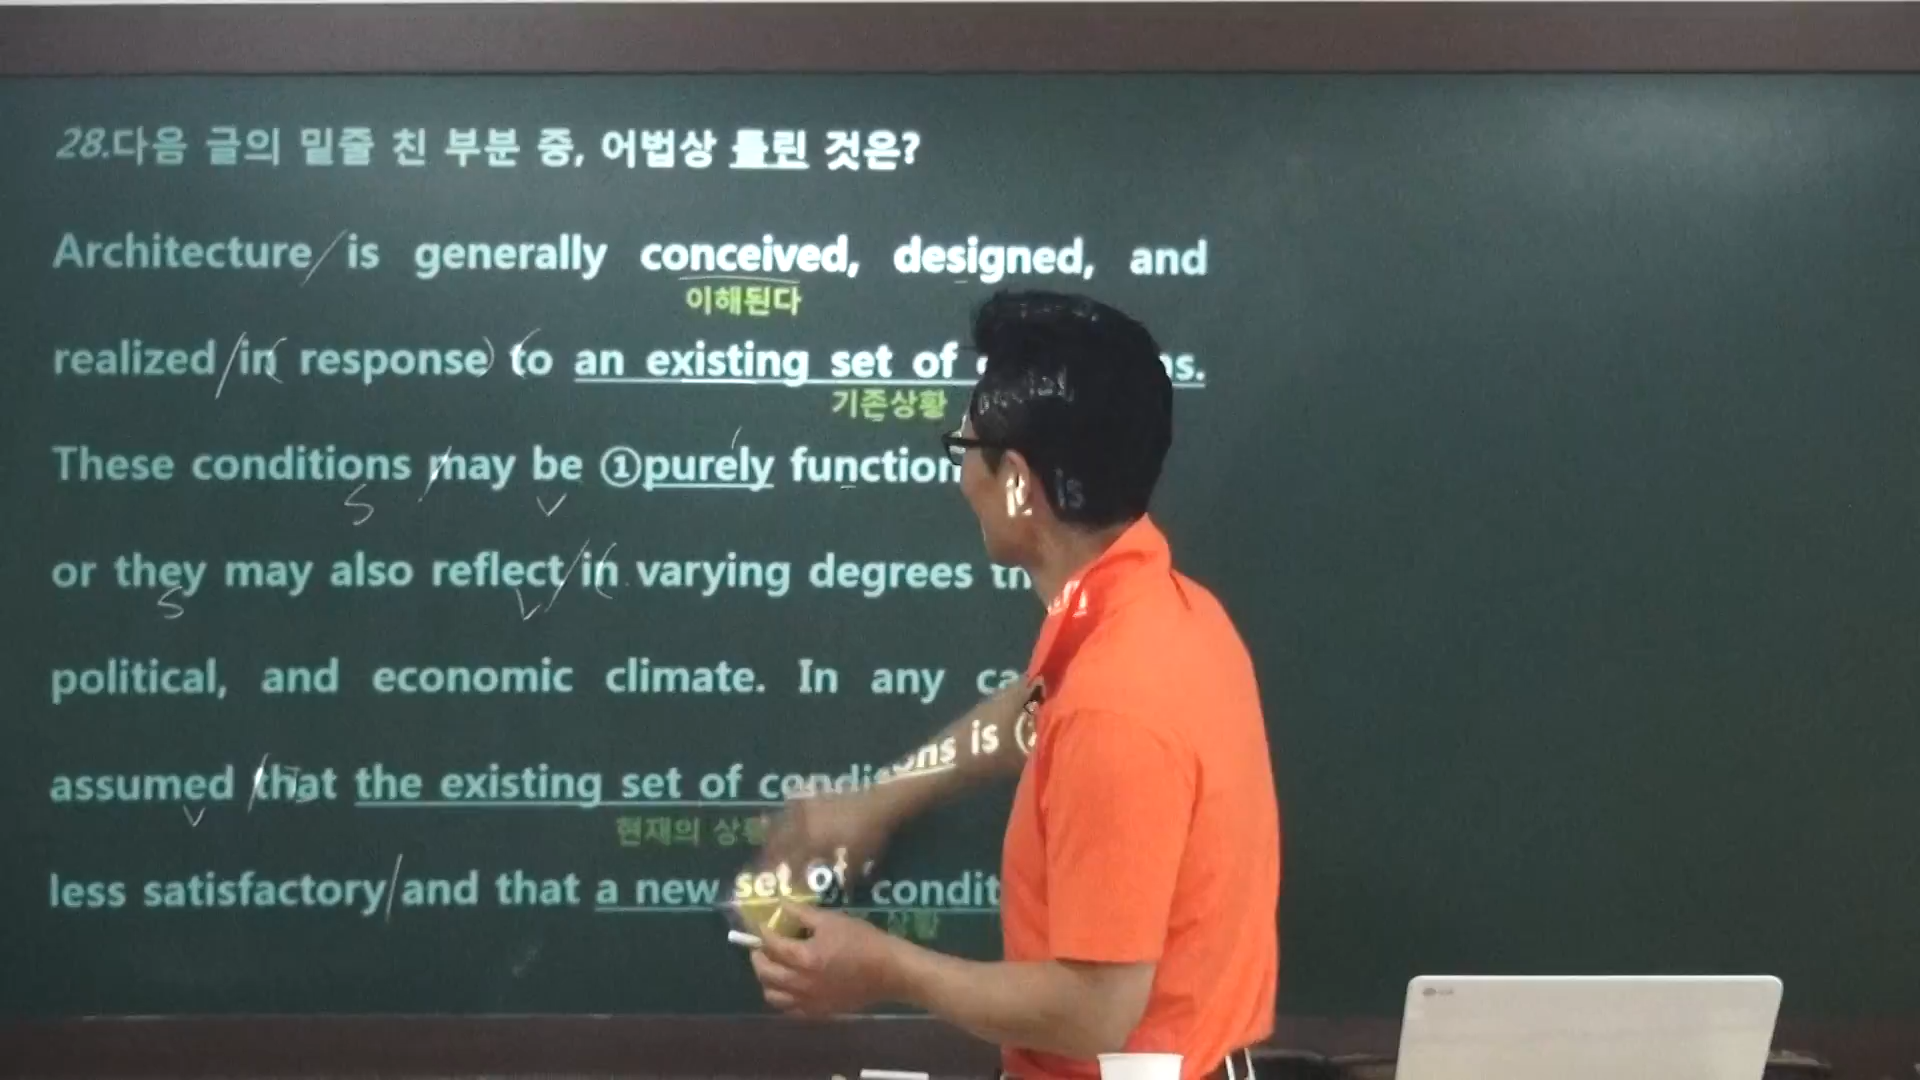 28.다음 글의 밑줄 친 부분 중, 어법상 틀린 것은?
Architecture is generally conceived, designed, and
이해된다
realized in response to an existing set of
기존상황
These conditions may be ①purely
S V
or they may also reflect in varying degrees
S V
political, and economic climate. In any
assumed that the existing set of is
V
현재의
less satisfactory and that a new set of
상황